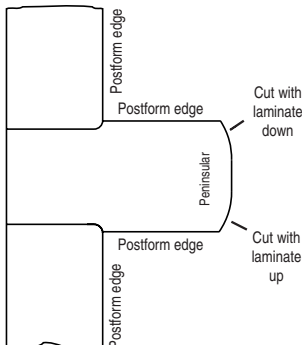 Postform edge
Postform edge
Cut with
laminate
down
Peninsular
Postform edge
Cut with
laminate
up
Postform edge